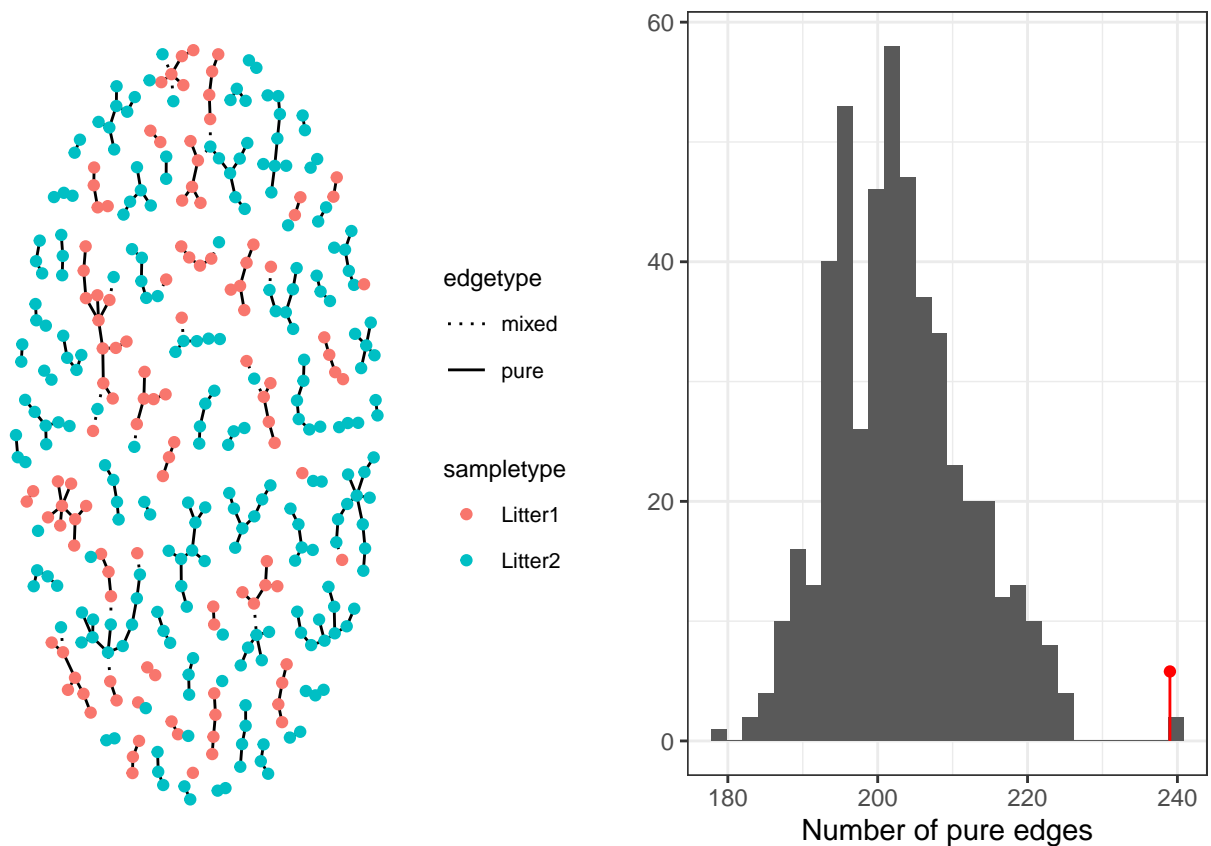 edgetype
mixed
pure
sampletype
Litter1
Litter2
60
40
20
0
180 200 220 240
Number of pure edges